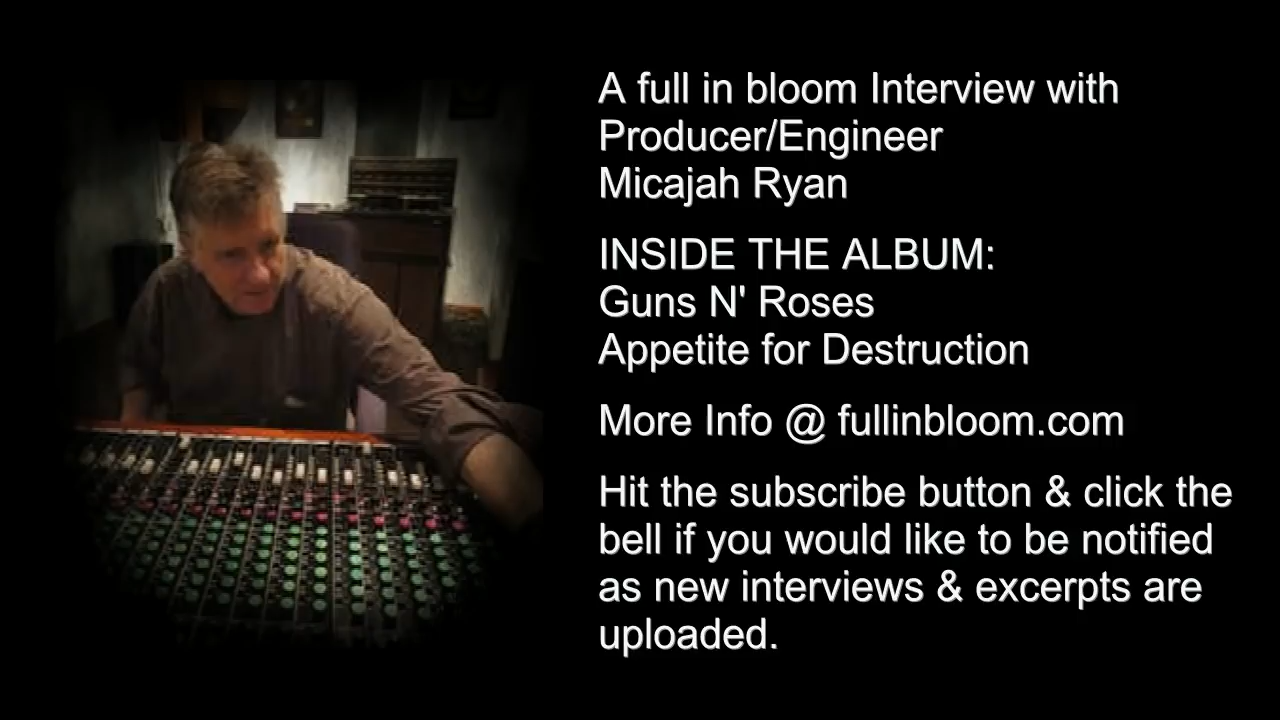 A full in bloom Interview with
Producer/Engineer
Micajah Ryan
INSIDE THE ALBUM:
Guns N' Roses
Appetite for Destruction
More Info @ fullinbloom.com
Hit the subscribe button & click the
bell if you would like to be notified
as new interviews & excerpts are
uploaded.